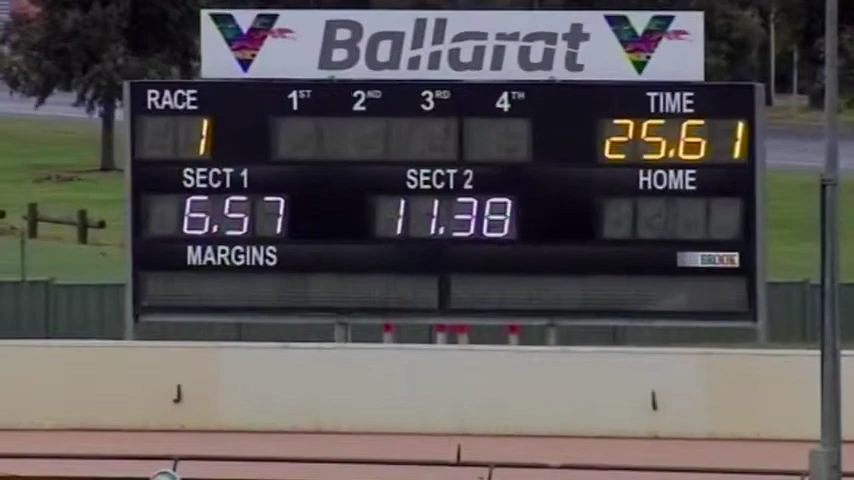 Ballarat
RACE 1ST 2ND 3RD 4TH TIME
1 25.61
SECT 1 SECT 2 HOME
6.57 11.38
MARGINS